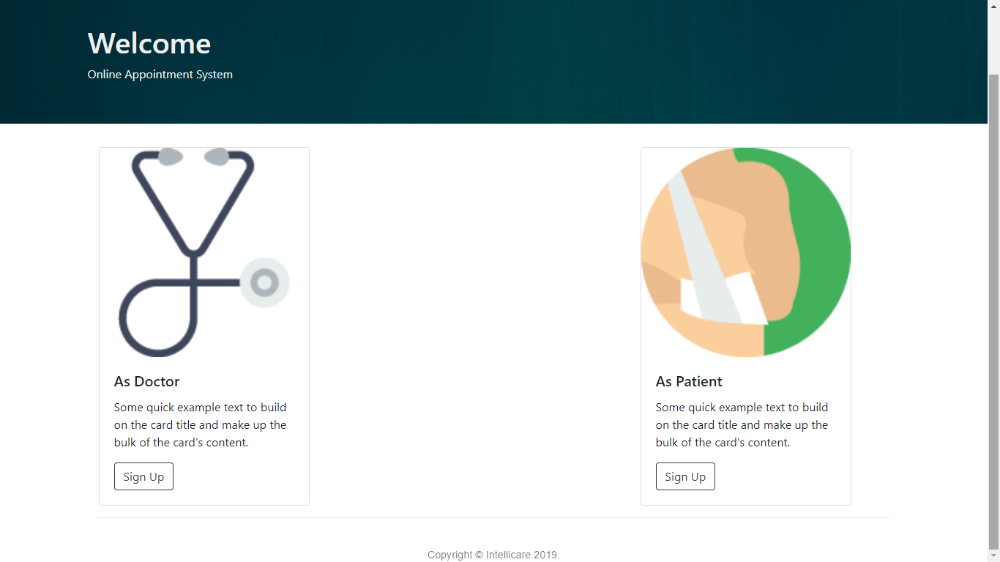 Welcome
Online Appointment System
As Doctor
Some quick example text to build
on the card title and make up the
bulk of the card's content.
Sign Up
As Patient
Some quick example text to build
on the card title and make up the
bulk of the card's content.
Sign Up
Copyright © Intellicare 2019.